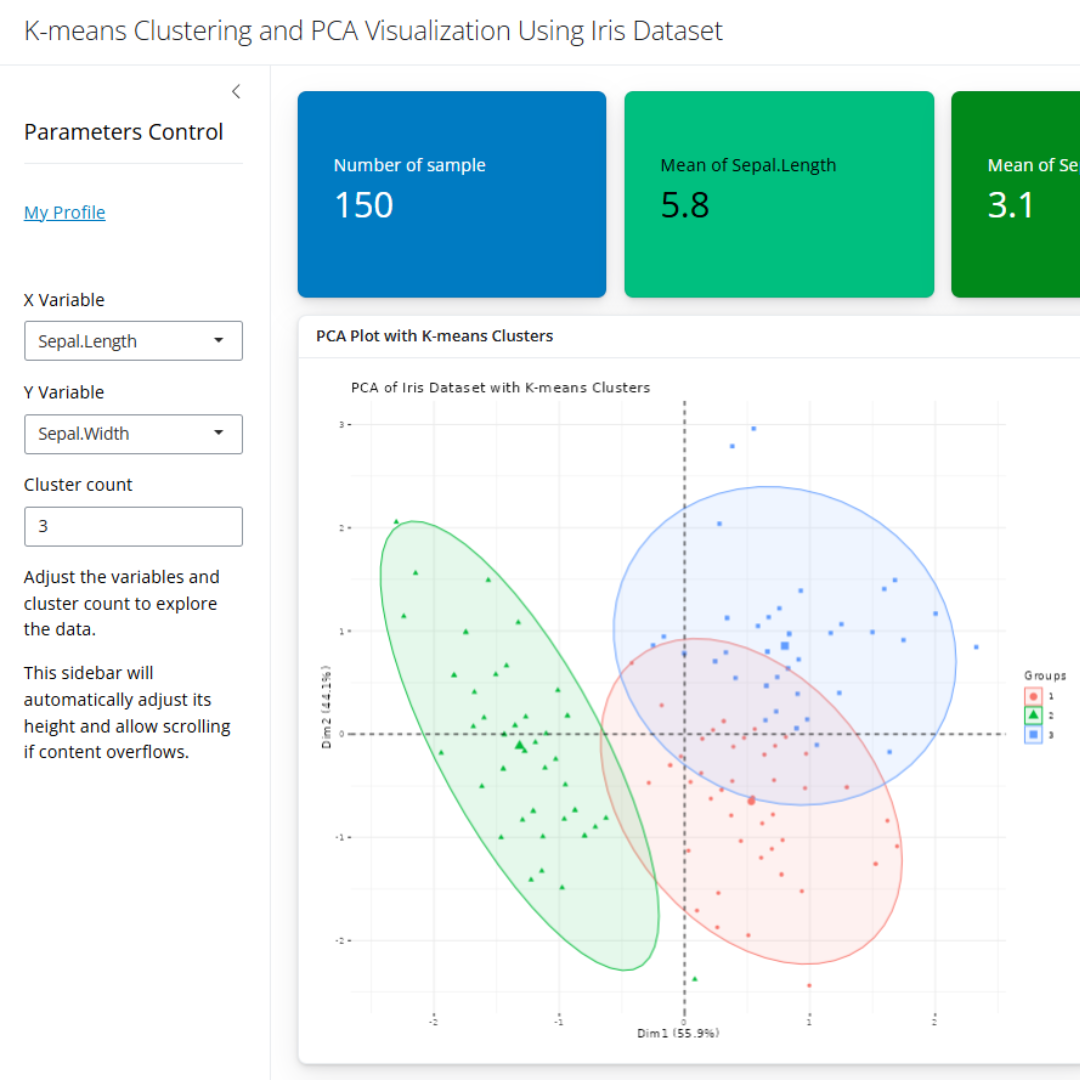 K-means Clustering and PCA Visualization Using Iris Dataset
Parameters Control
My Profile
X Variable
Sepal.Length
Y Variable
Sepal.Width
Cluster count
3
Adjust the variables and
cluster count to explore
the data.
This sidebar will
automatically adjust its
height and allow scrolling
if content overflows.
Number of sample
150
Mean of Sepal.Length
5.8
Mean of Se
3.1
PCA Plot with K-means Clusters
PCA of Iris Dataset with K-means Clusters
3
2
1
0
-1
-2
Dim2 (44.1%)
-2
-1
0
1
2
Dim1 (55.9%)
Groups
1
2
3